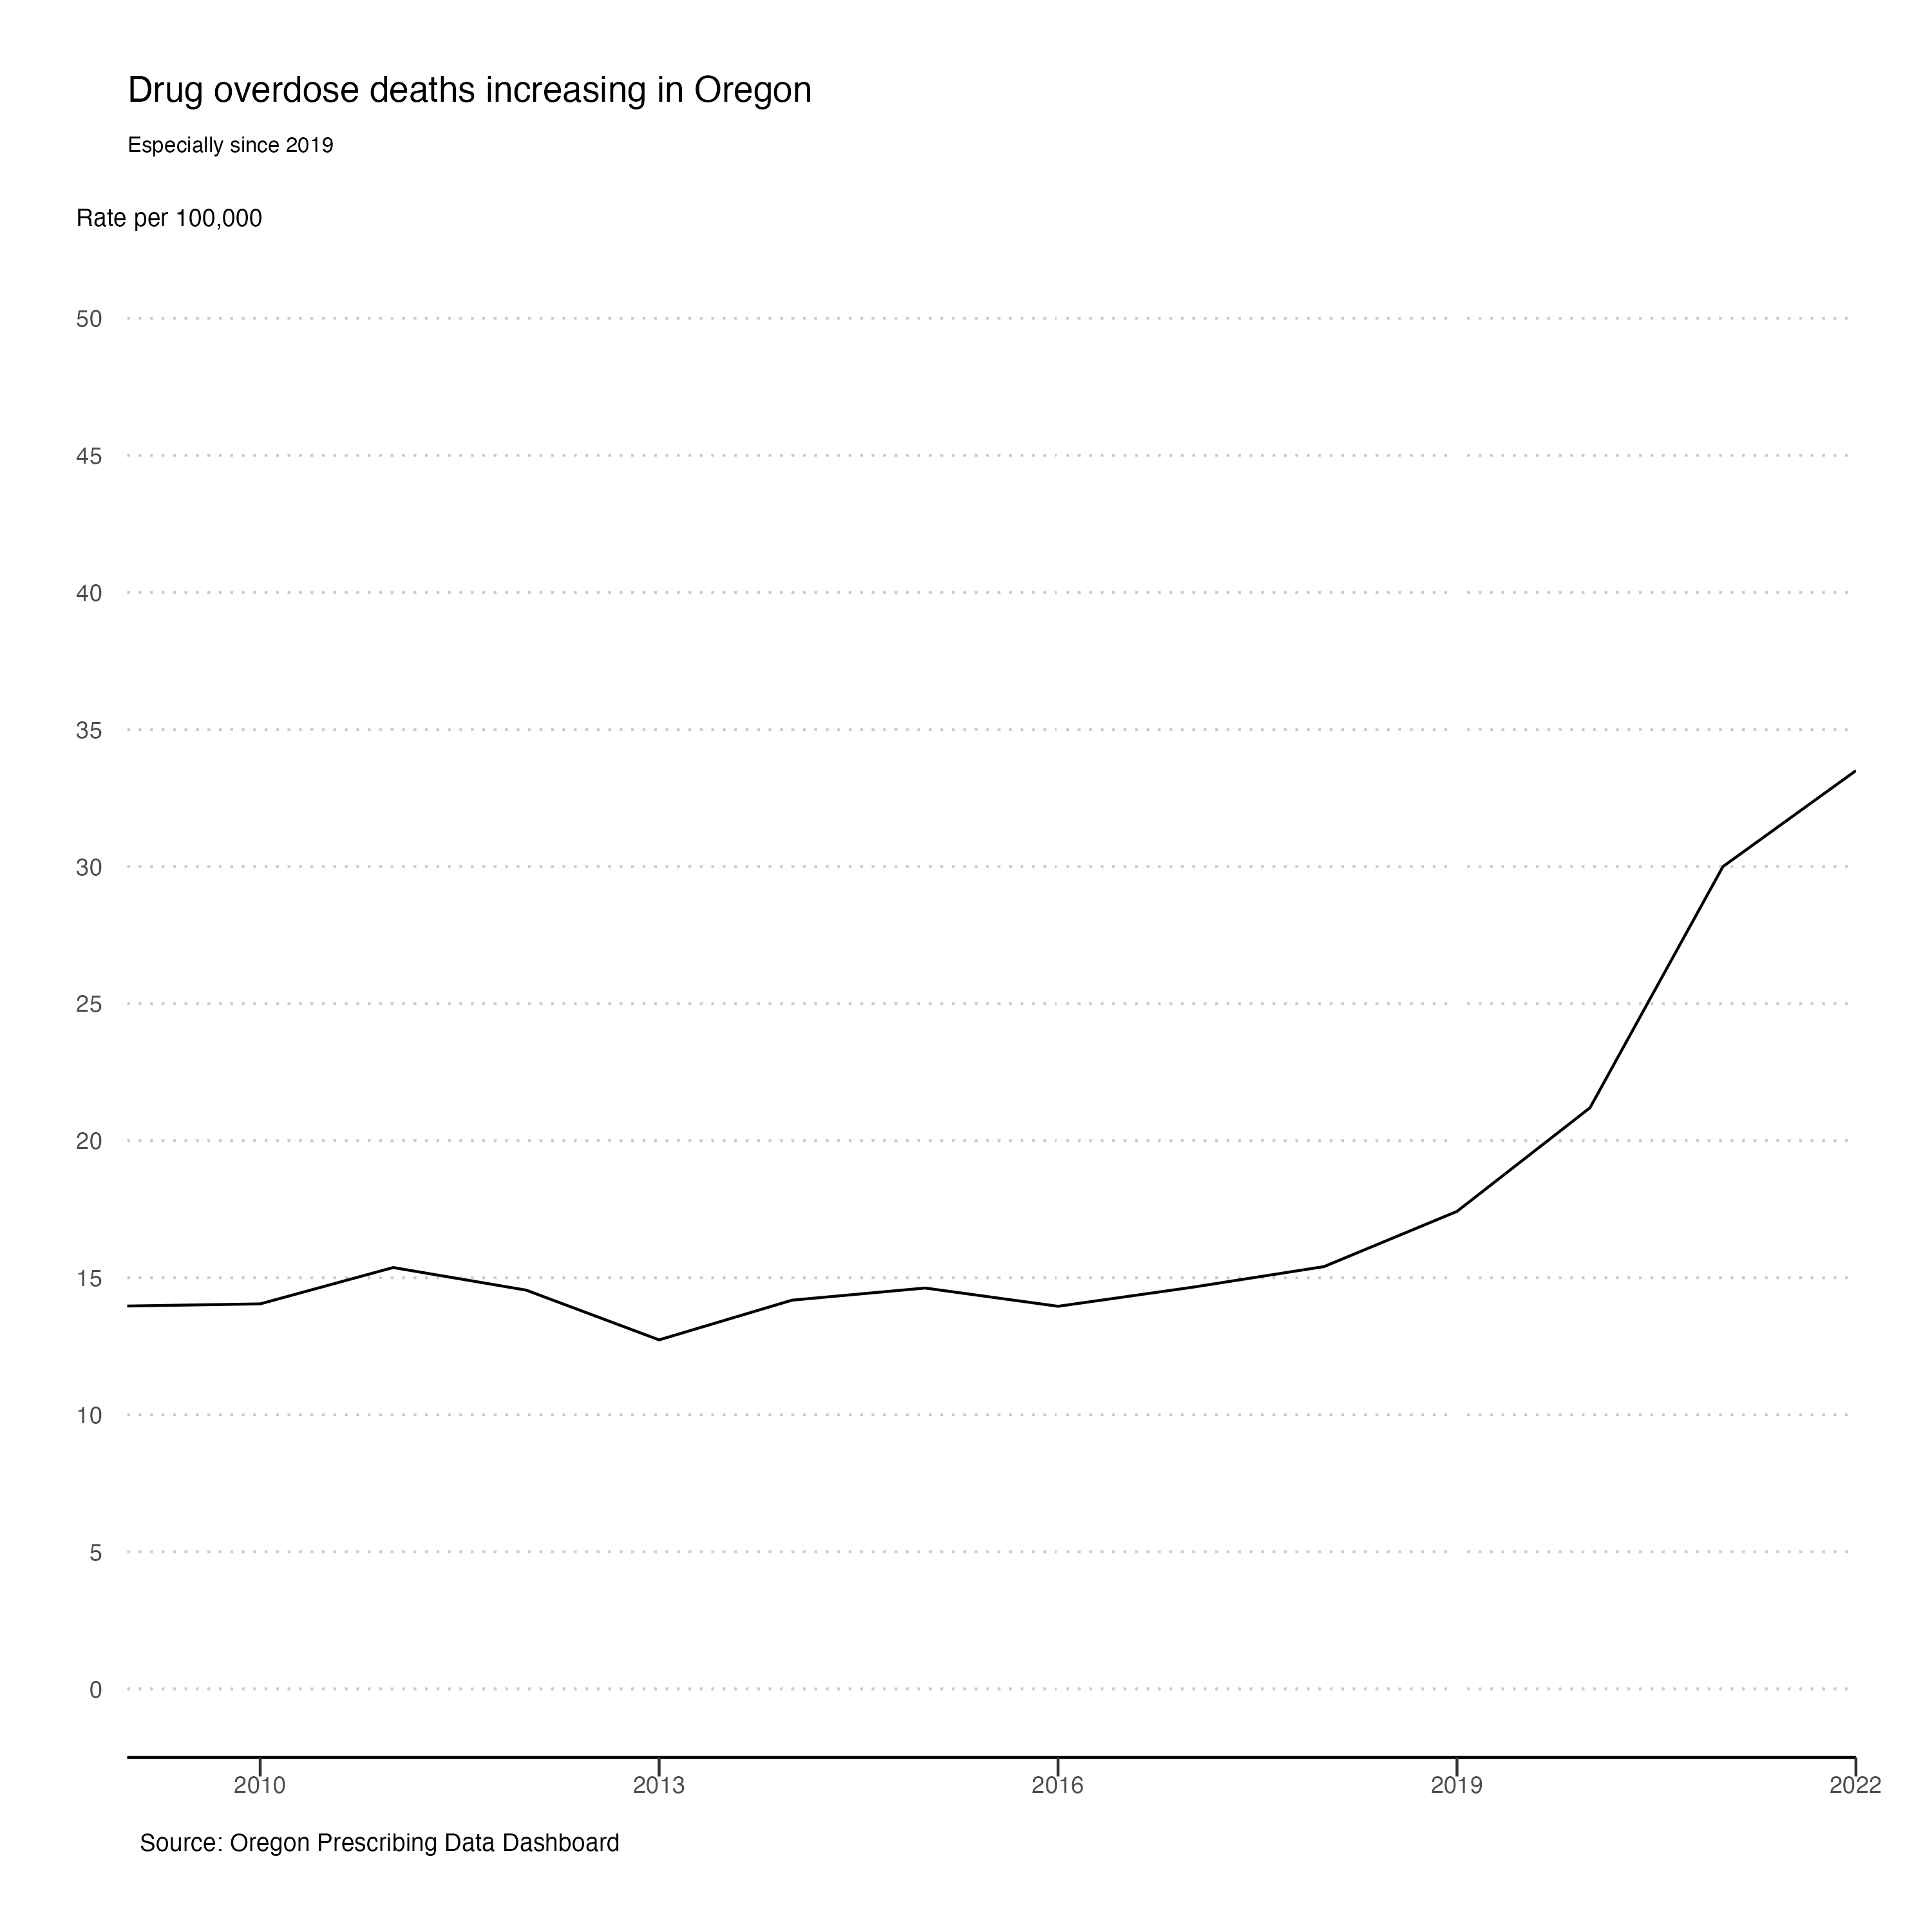 Drug overdose deaths increasing in Oregon
Especially since 2019
Rate per 100,000
50
45
40
35
30
25
20
15
10
5
0
2010 2013 2016 2019 2022
Source: Oregon Prescribing Data Dashboard